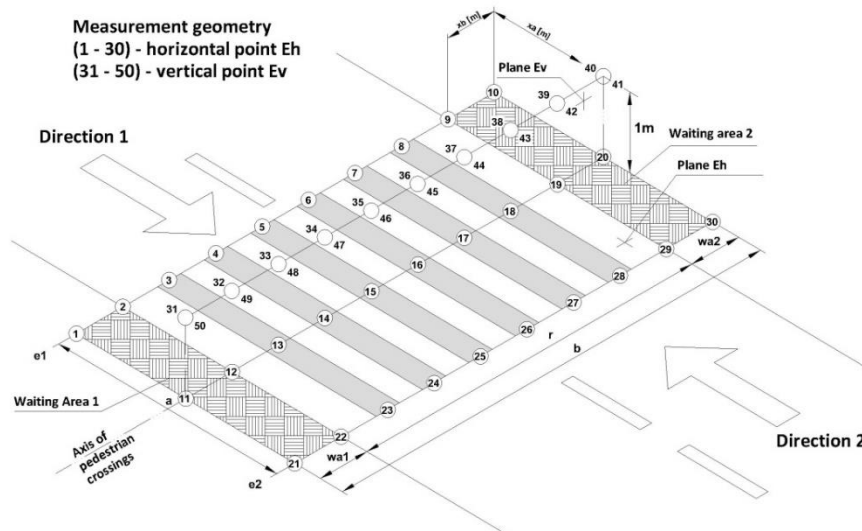 Measurement geometry
(1 - 30) - horizontal point Eh
(31 - 50) - vertical point Ev
xb [m]
xa [m]
40
41
Plane Ev
10
39
42
9
38
43
1m
Waiting area 2
Direction 1
8
37
44
20
Plane Eh
7
36
45
19
6
35
46
18
30
5
34
47
17
29
wa2
4
33
48
16
28
3
32
49
15
27
r
b
2
31
50
14
26
1
13
25
e1
12
24
Waiting Area 1
a
11
23
Axis of
pedestrian
crossings
22
Direction 2
21
wa1
e2